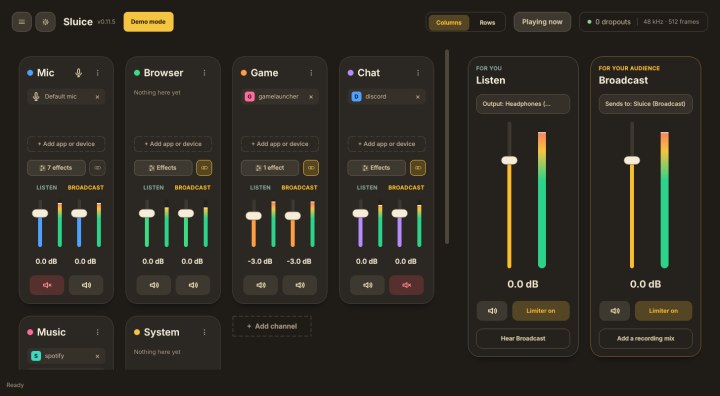 Sluice v0.11.5 Demo mode Columns Rows Playing now 0 dropouts 48 kHz · 512 frames
Mic
Default mic ×
+ Add app or device
7 effects
LISTEN BROADCAST
0.0 dB 0.0 dB
Browser
Nothing here yet
+ Add app or device
Effects
LISTEN BROADCAST
0.0 dB 0.0 dB
Game
G gamelauncher ×
+ Add app or device
1 effect
LISTEN BROADCAST
-3.0 dB -3.0 dB
Chat
D discord ×
+ Add app or device
Effects
LISTEN BROADCAST
0.0 dB 0.0 dB
Music
S spotify ×
System
Nothing here yet
+ Add channel
FOR YOU
Listen
Output: Headphones (...
0.0 dB
Limiter on
Hear Broadcast
FOR YOUR AUDIENCE
Broadcast
Sends to: Sluice (Broadcast)
0.0 dB
Limiter on
Add a recording mix
Ready